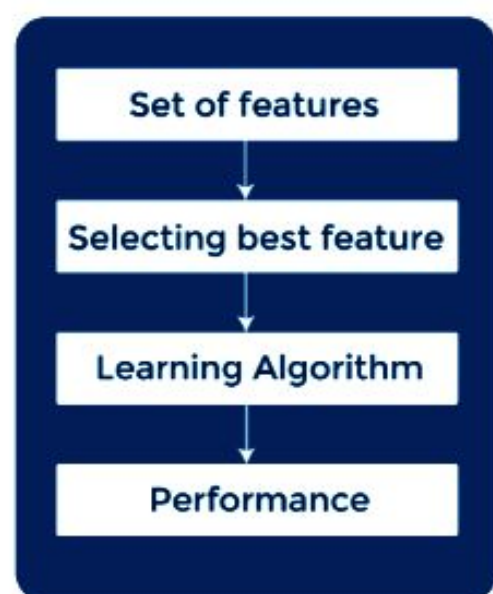 Set of features
Selecting best feature
Learning Algorithm
Performance